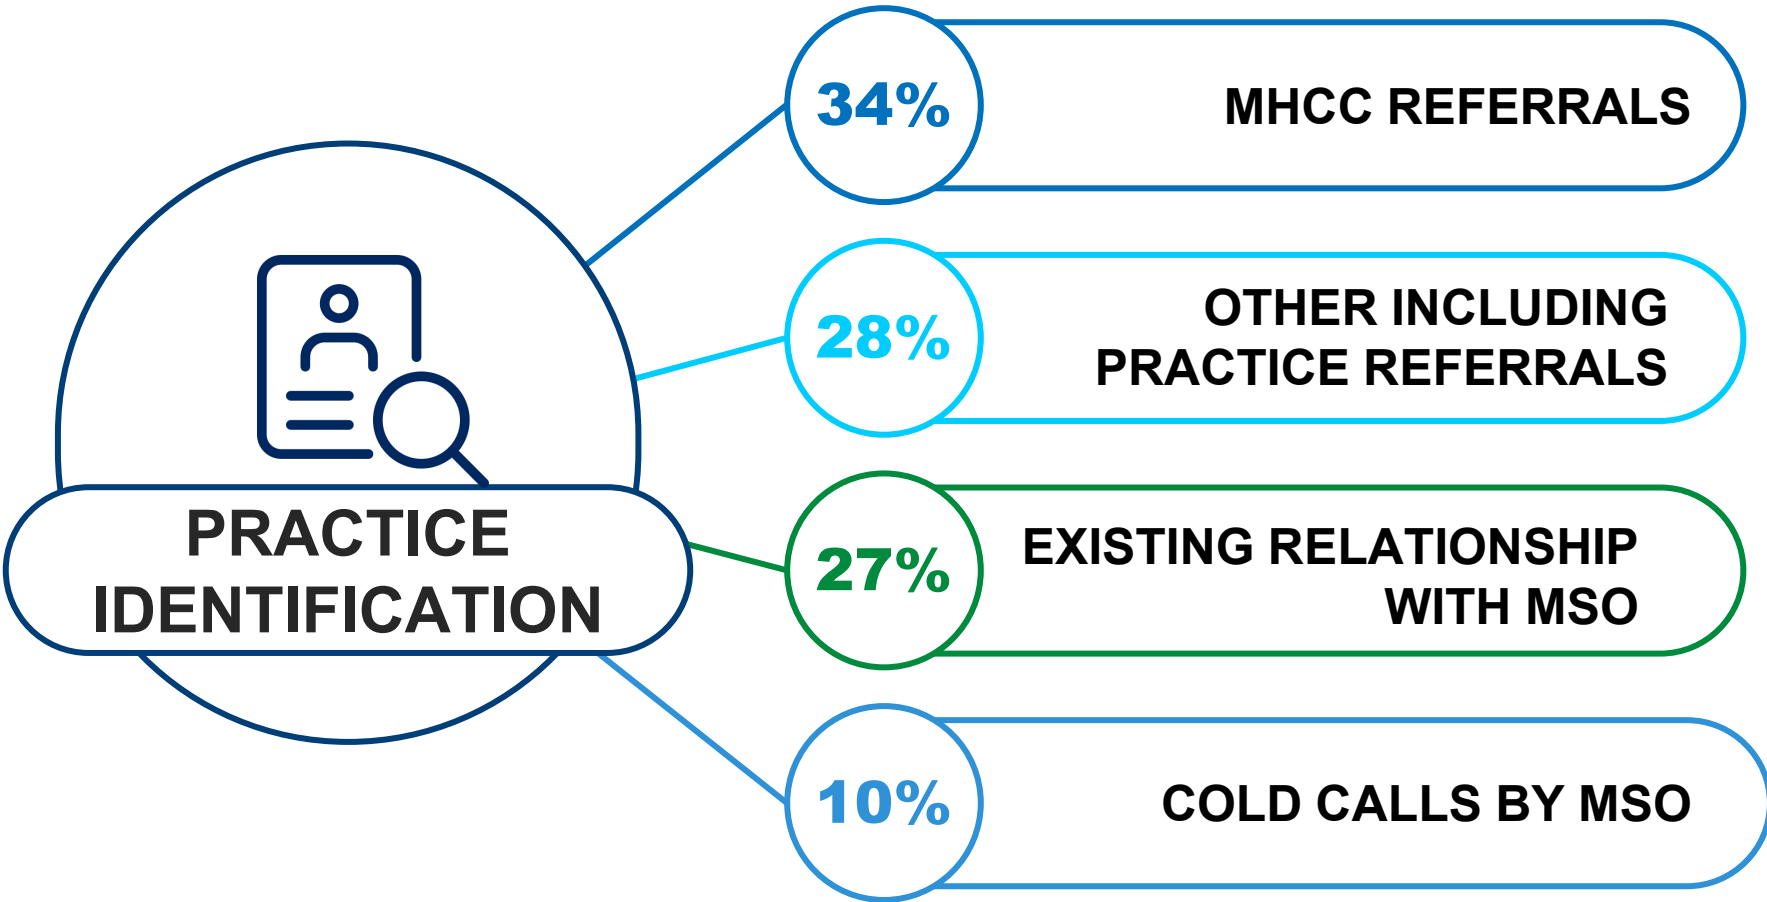 PRACTICE
IDENTIFICATION
34%
MHCC REFERRALS
28%
OTHER INCLUDING
PRACTICE REFERRALS
27%
EXISTING RELATIONSHIP
WITH MSO
10%
COLD CALLS BY MSO